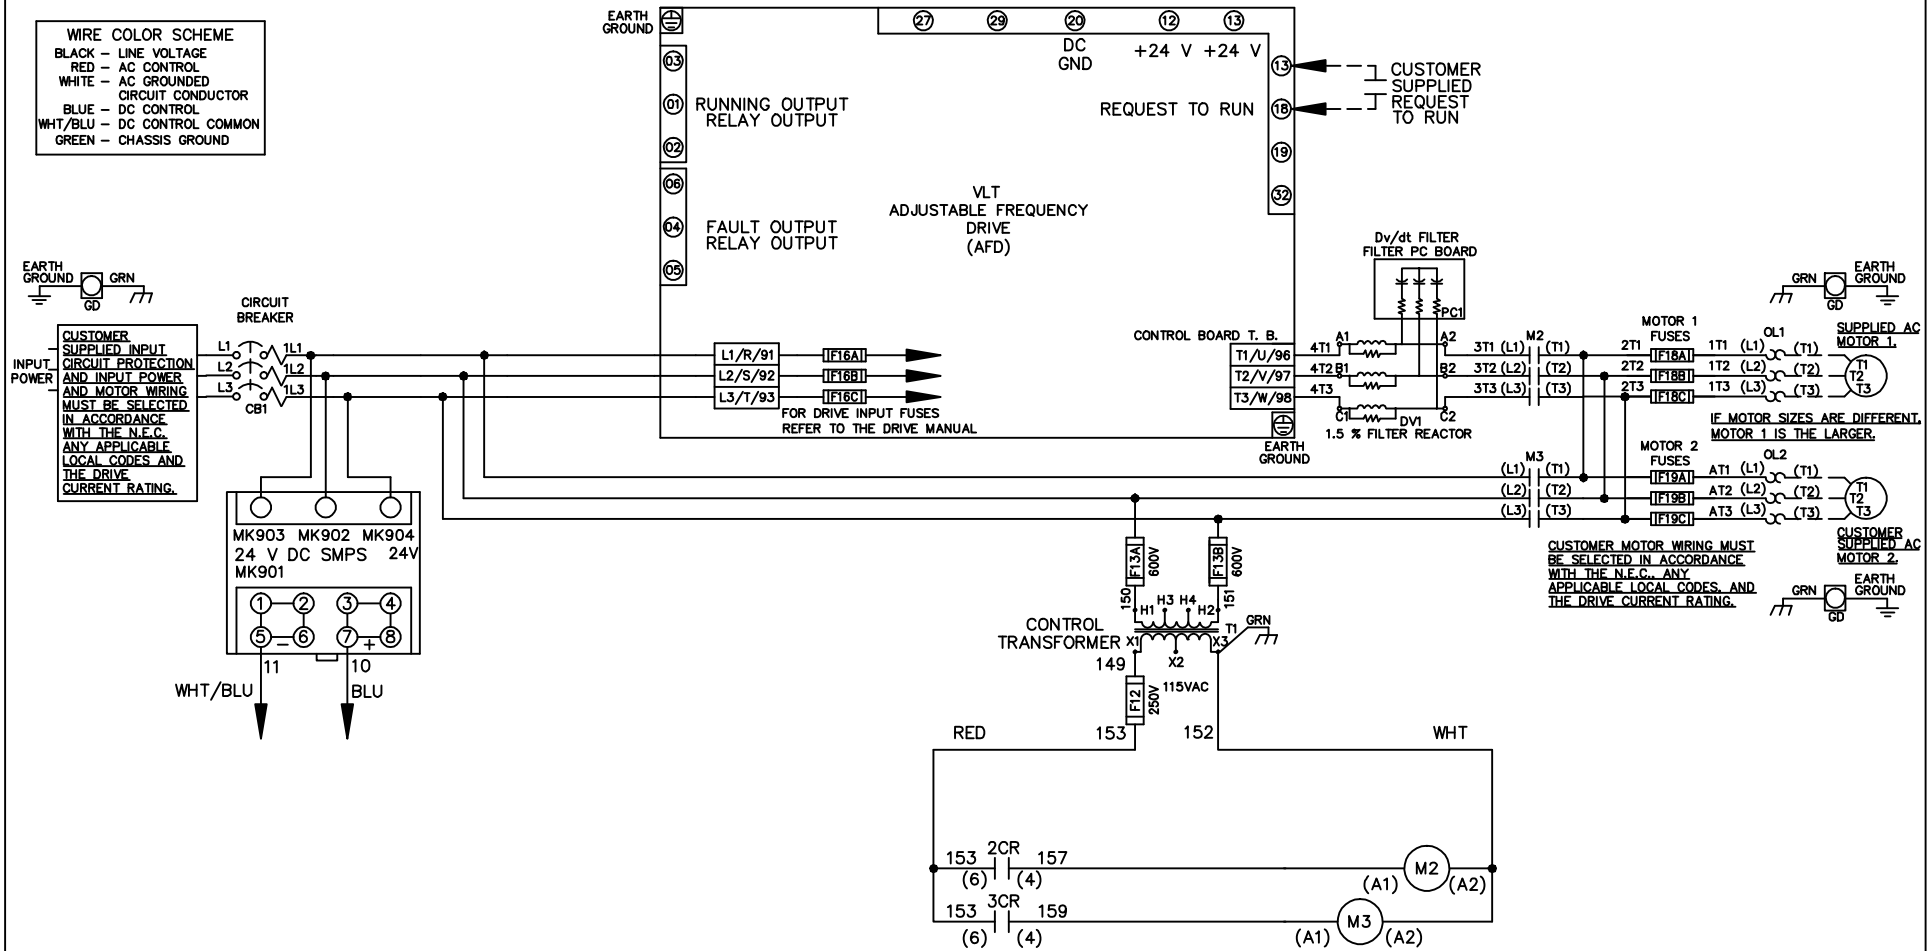 WIRE COLOR SCHEME
BLACK – LINE VOLTAGE
RED – AC CONTROL
WHITE – AC GROUNDED
CIRCUIT CONDUCTOR
BLUE – DC CONTROL
WHT/BLU – DC CONTROL COMMON
GREEN – CHASSIS GROUND
EARTH
GROUND
27 29 20 12 13
DC
GND
+24 V +24 V
03
01
02
RUNNING OUTPUT
RELAY OUTPUT
06
04
05
FAULT OUTPUT
RELAY OUTPUT
VLT
ADJUSTABLE FREQUENCY
DRIVE
(AFD)
REQUEST TO RUN
13
18
19
32
CUSTOMER
SUPPLIED
REQUEST
TO RUN
EARTH
GROUND
GRN
GD
INPUT
POWER
CUSTOMER
SUPPLIED INPUT
CIRCUIT PROTECTION
AND INPUT POWER
AND MOTOR WIRING
MUST BE SELECTED
IN ACCORDANCE
WITH THE N.E.C.
ANY APPLICABLE
LOCAL CODES AND
THE DRIVE
CURRENT RATING.
CIRCUIT
BREAKER
L1 1L1
L2 1L2
L3 1L3
CB1
L1/R/91 F16A
L2/S/92 F16B
L3/T/93 F16C
FOR DRIVE INPUT FUSES
REFER TO THE DRIVE MANUAL
CONTROL BOARD T. B.
T1/U/96
T2/V/97
T3/W/98
EARTH
GROUND
Dv/dt FILTER
FILTER PC BOARD
PC1
4T1 A1 A2
4T2 B1 B2
4T3 C1 C2
DV1
1.5 % FILTER REACTOR
M2
3T1 (L1) (T1)
3T2 (L2) (T2)
3T3 (L3) (T3)
MOTOR 1
FUSES
OL1
2T1 F18A 1T1 (L1) (T1)
2T2 F18B 1T2 (L2) (T2)
2T3 F18C 1T3 (L3) (T3)
T1
T2
T3
GRN
GD
EARTH
GROUND
SUPPLIED AC
MOTOR 1.
IF MOTOR SIZES ARE DIFFERENT,
MOTOR 1 IS THE LARGER.
M3
(L1) (T1)
(L2) (T2)
(L3) (T3)
MOTOR 2
FUSES
OL2
F19A AT1 (L1) (T1)
F19B AT2 (L2) (T2)
F19C AT3 (L3) (T3)
T1
T2
T3
CUSTOMER
SUPPLIED AC
MOTOR 2.
CUSTOMER MOTOR WIRING MUST
BE SELECTED IN ACCORDANCE
WITH THE N.E.C., ANY
APPLICABLE LOCAL CODES, AND
THE DRIVE CURRENT RATING.
GRN
GD
EARTH
GROUND
MK903 MK902 MK904
24 V DC SMPS 24V
MK901
1 2 3 4
5 – 6 7 + 8
11 10
WHT/BLU BLU
F13A 600V
F13B 600V
150 151
H1 H3 H4 H2
CONTROL
TRANSFORMER
T1
GRN
X1 X2 X3
149
115VAC
F12 250V
153 152
RED WHT
153 2CR 157
(6) (4)
M2
(A1) (A2)
153 3CR 159
(6) (4)
M3
(A1) (A2)